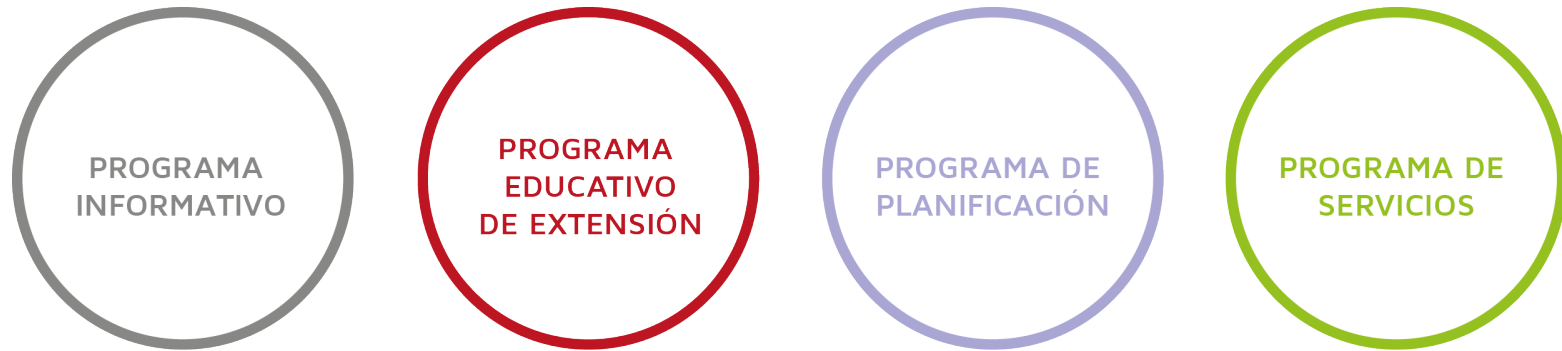 PROGRAMA
INFORMATIVO
PROGRAMA
EDUCATIVO
DE EXTENSIÓN
PROGRAMA DE
PLANIFICACIÓN
PROGRAMA DE
SERVICIOS